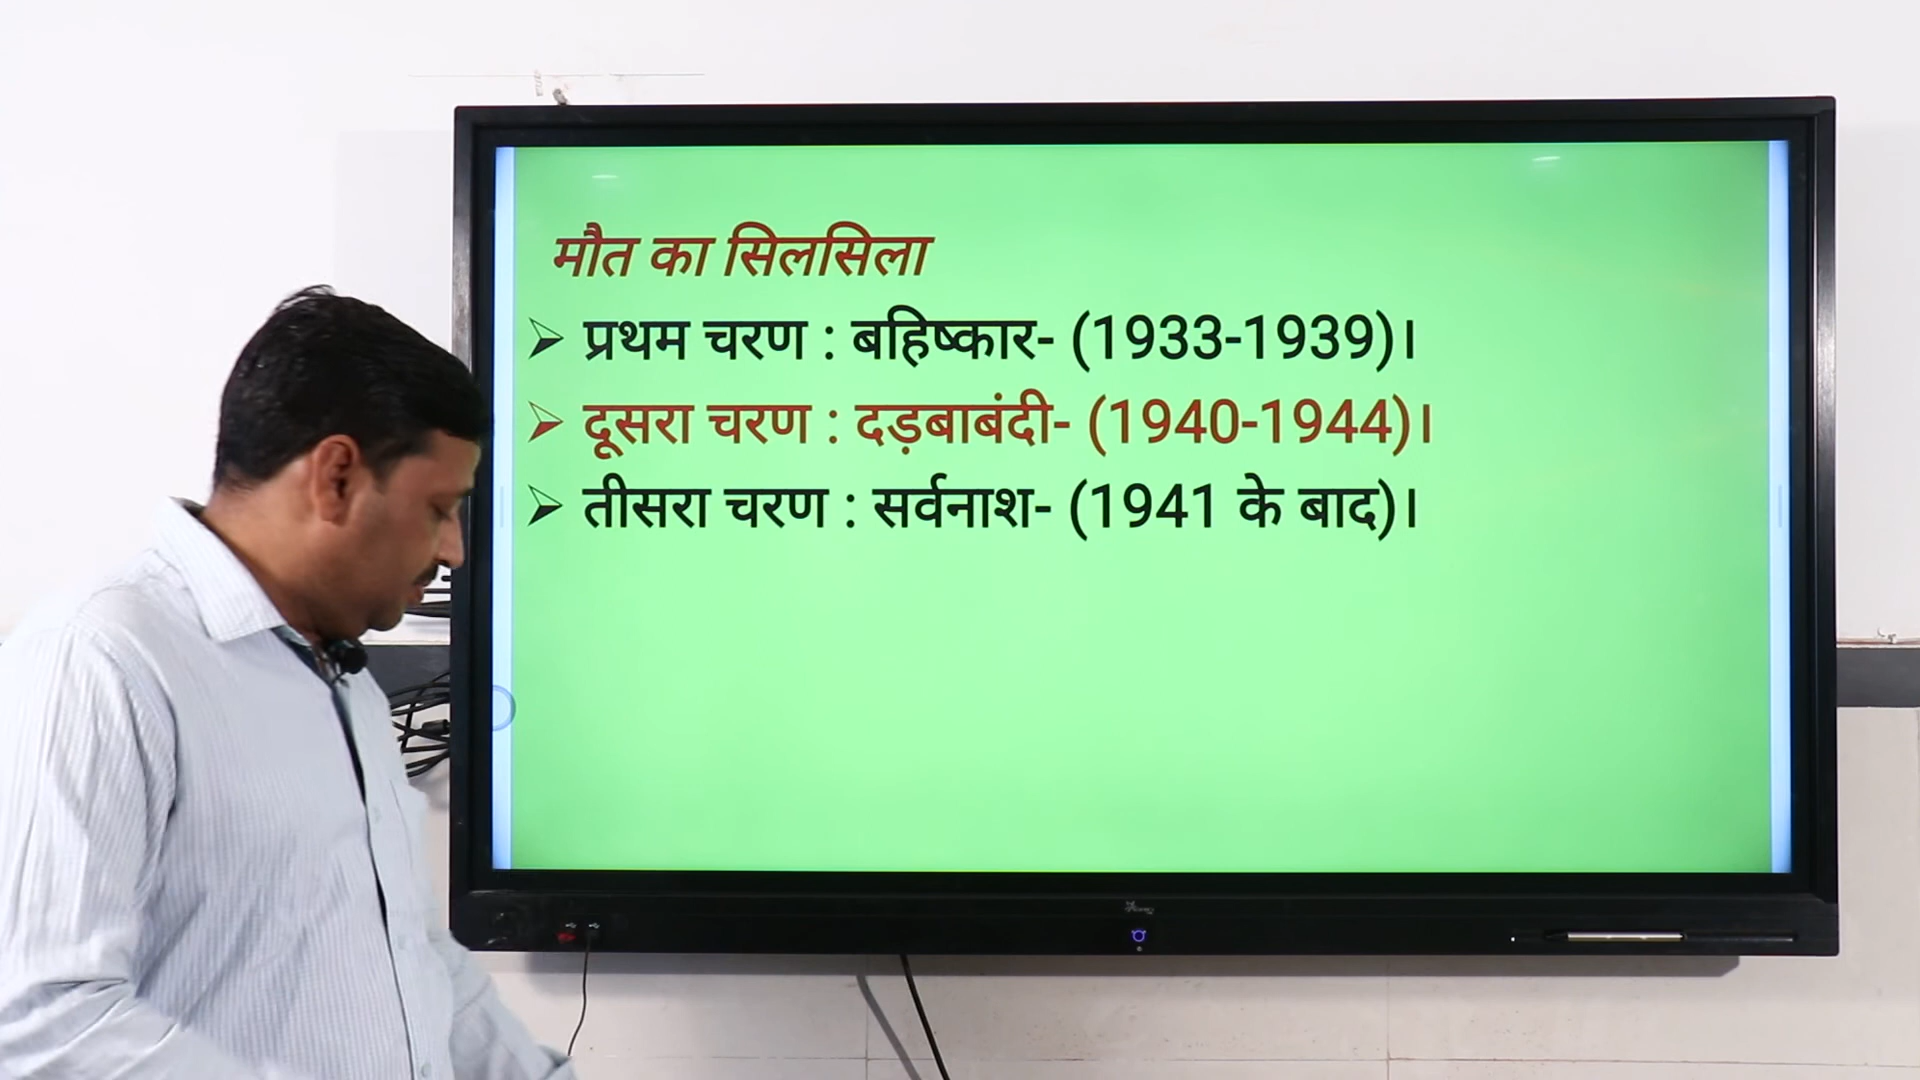 मौत का सिलसिला
➢ प्रथम चरण : बहिष्कार- (1933-1939)।
➢ दूसरा चरण : दड़बाबंदी- (1940-1944)।
➢ तीसरा चरण : सर्वनाश- (1941 के बाद)।